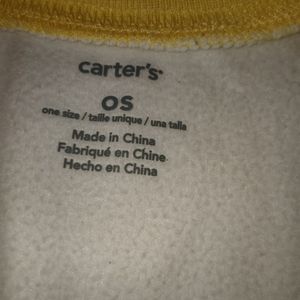 carter's
OS
one size / taille unique / una talla
Made in China
Fabriqué en Chine
Hecho en China